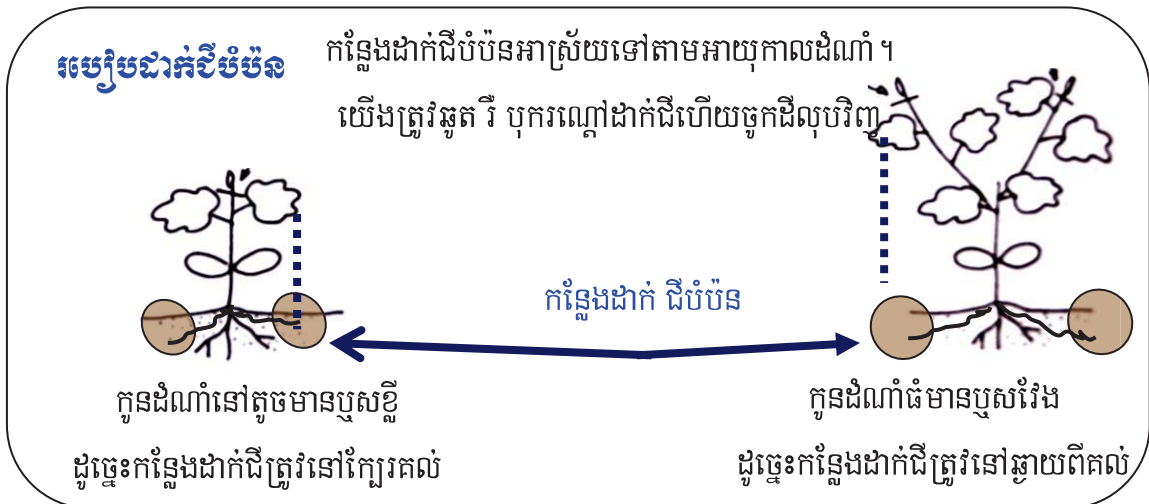 របៀបដាក់ជីបំប៉ន
កន្លែងដាក់ជីបំប៉នអាស្រ័យទៅតាមអាយុកាលដំណាំ។
យើងត្រូវឆូត រឺ បុករណ្តៅដាក់ជីហើយចូកដីលុបវិញ
កន្លែងដាក់ ជីបំប៉ន
កូនដំណាំនៅតូចមានឬសខ្លី
ដូច្នេះកន្លែងដាក់ជីត្រូវនៅក្បែរគល់
កូនដំណាំធំមានឬសវែង
ដូច្នេះកន្លែងដាក់ជីត្រូវនៅឆ្ងាយពីគល់